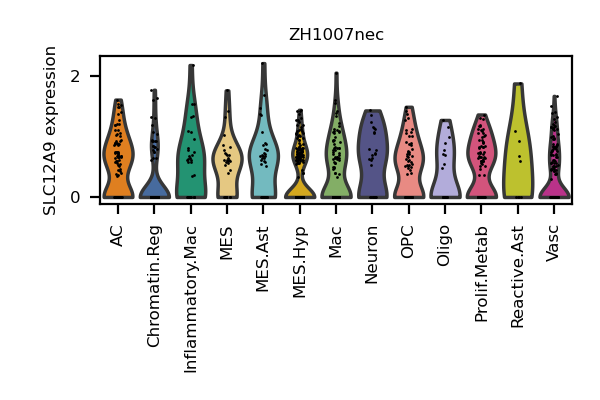 ZH1007nec
SLC12A9 expression
2
0
AC
Chromatin.Reg
Inflammatory.Mac
MES
MES.Ast
MES.Hyp
Mac
Neuron
OPC
Oligo
Prolif.Metab
Reactive.Ast
Vasc